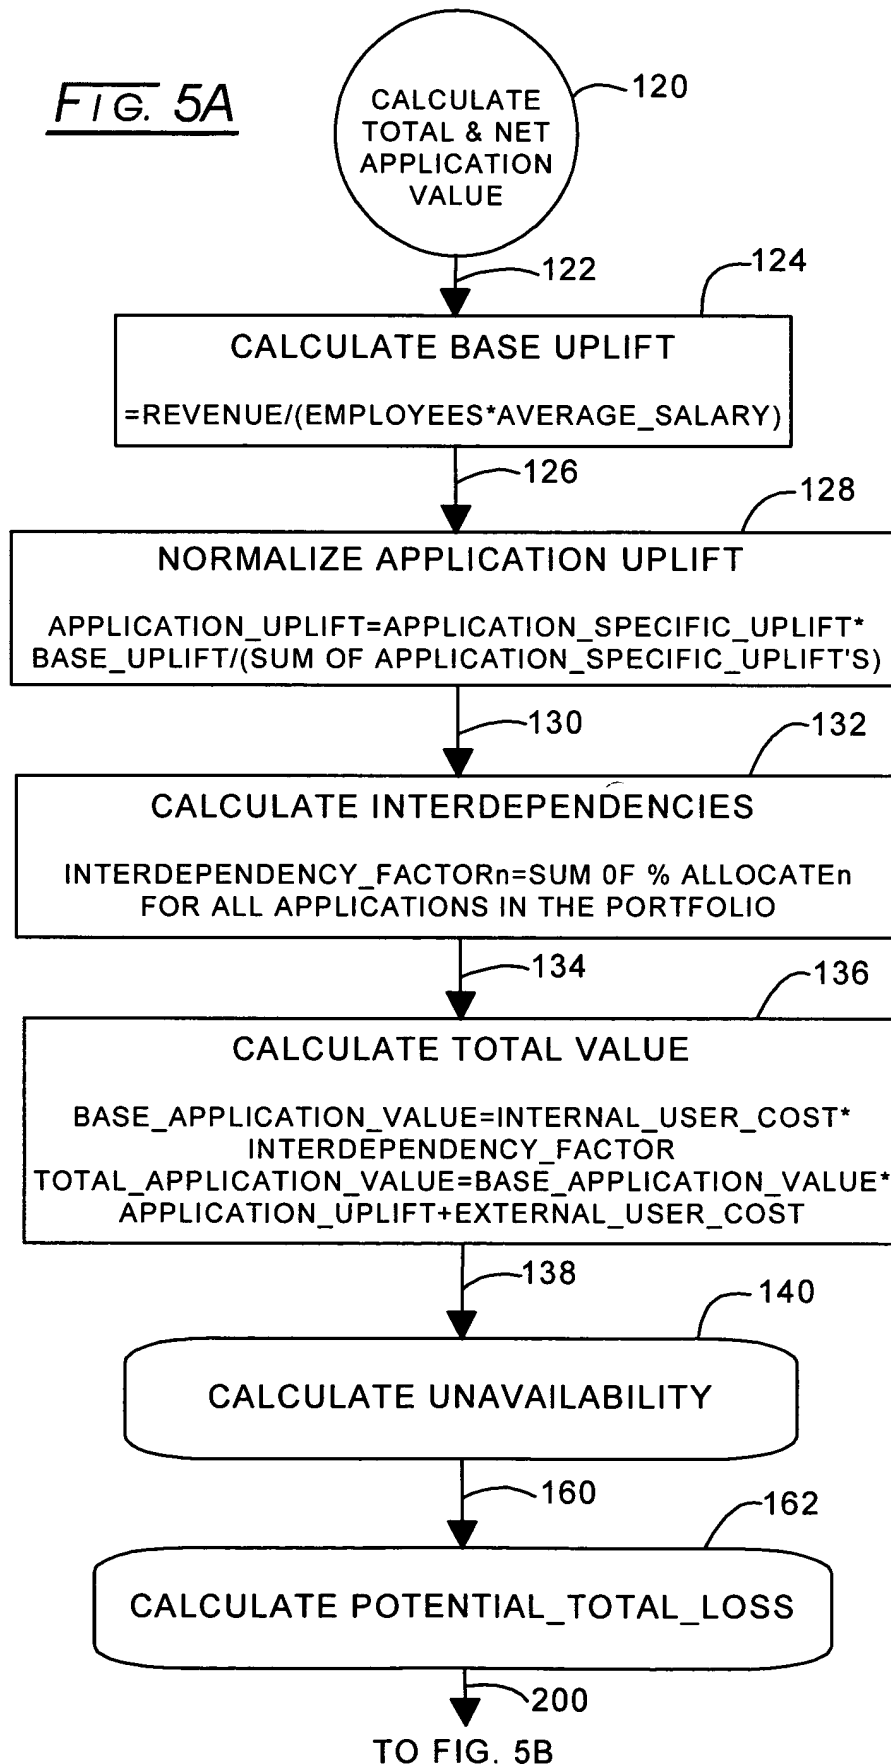 FIG. 5A
CALCULATE
TOTAL & NET
APPLICATION
VALUE
120
122
124
CALCULATE BASE UPLIFT
=REVENUE/(EMPLOYEES*AVERAGE_SALARY)
126
128
NORMALIZE APPLICATION UPLIFT
APPLICATION_UPLIFT=APPLICATION_SPECIFIC_UPLIFT*
BASE_UPLIFT/(SUM OF APPLICATION_SPECIFIC_UPLIFT'S)
130
132
CALCULATE INTERDEPENDENCIES
INTERDEPENDENCY_FACTORn=SUM 0F % ALLOCATEn
FOR ALL APPLICATIONS IN THE PORTFOLIO
134
136
CALCULATE TOTAL VALUE
BASE_APPLICATION_VALUE=INTERNAL_USER_COST*
INTERDEPENDENCY_FACTOR
TOTAL_APPLICATION_VALUE=BASE_APPLICATION_VALUE*
APPLICATION_UPLIFT+EXTERNAL_USER_COST
138
140
CALCULATE UNAVAILABILITY
160
162
CALCULATE POTENTIAL_TOTAL_LOSS
200
TO FIG. 5B